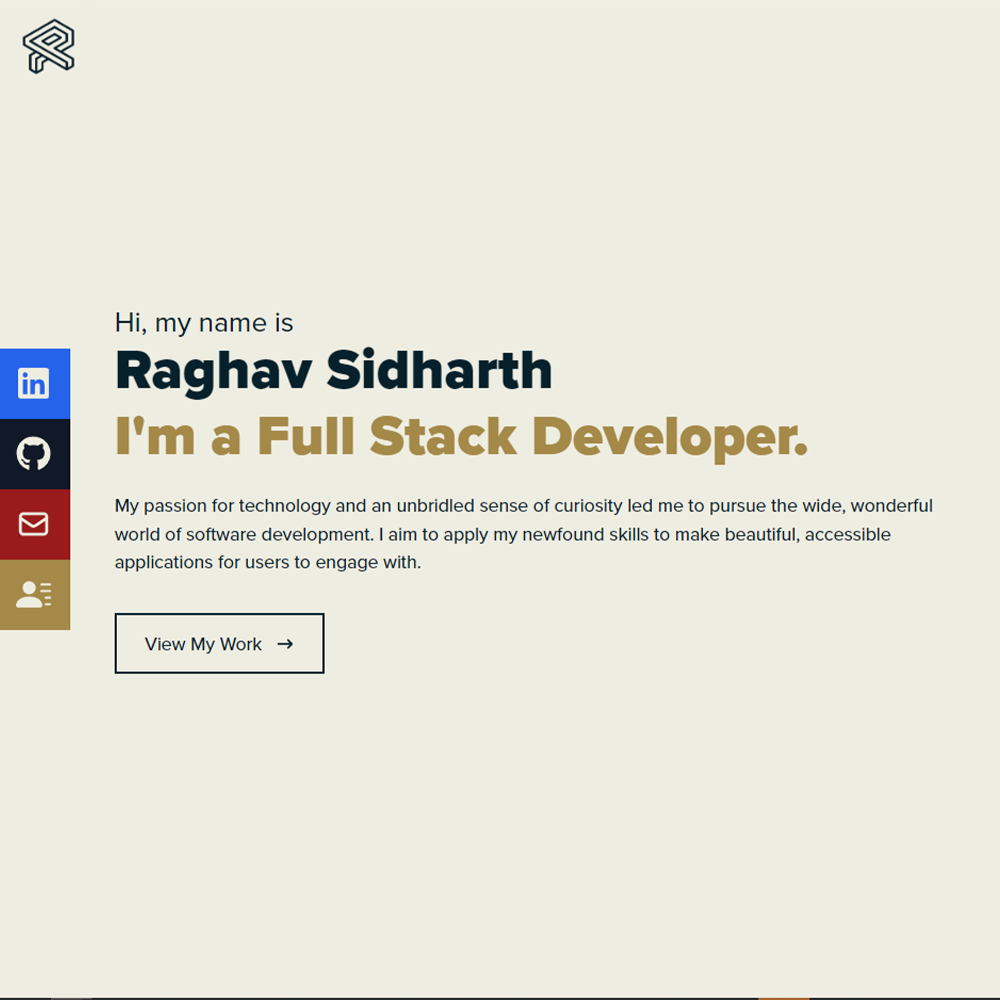 Hi, my name is
Raghav Sidharth
I'm a Full Stack Developer.
in
My passion for technology and an unbridled sense of curiosity led me to pursue the wide, wonderful
world of software development. I aim to apply my newfound skills to make beautiful, accessible
applications for users to engage with.
View My Work →